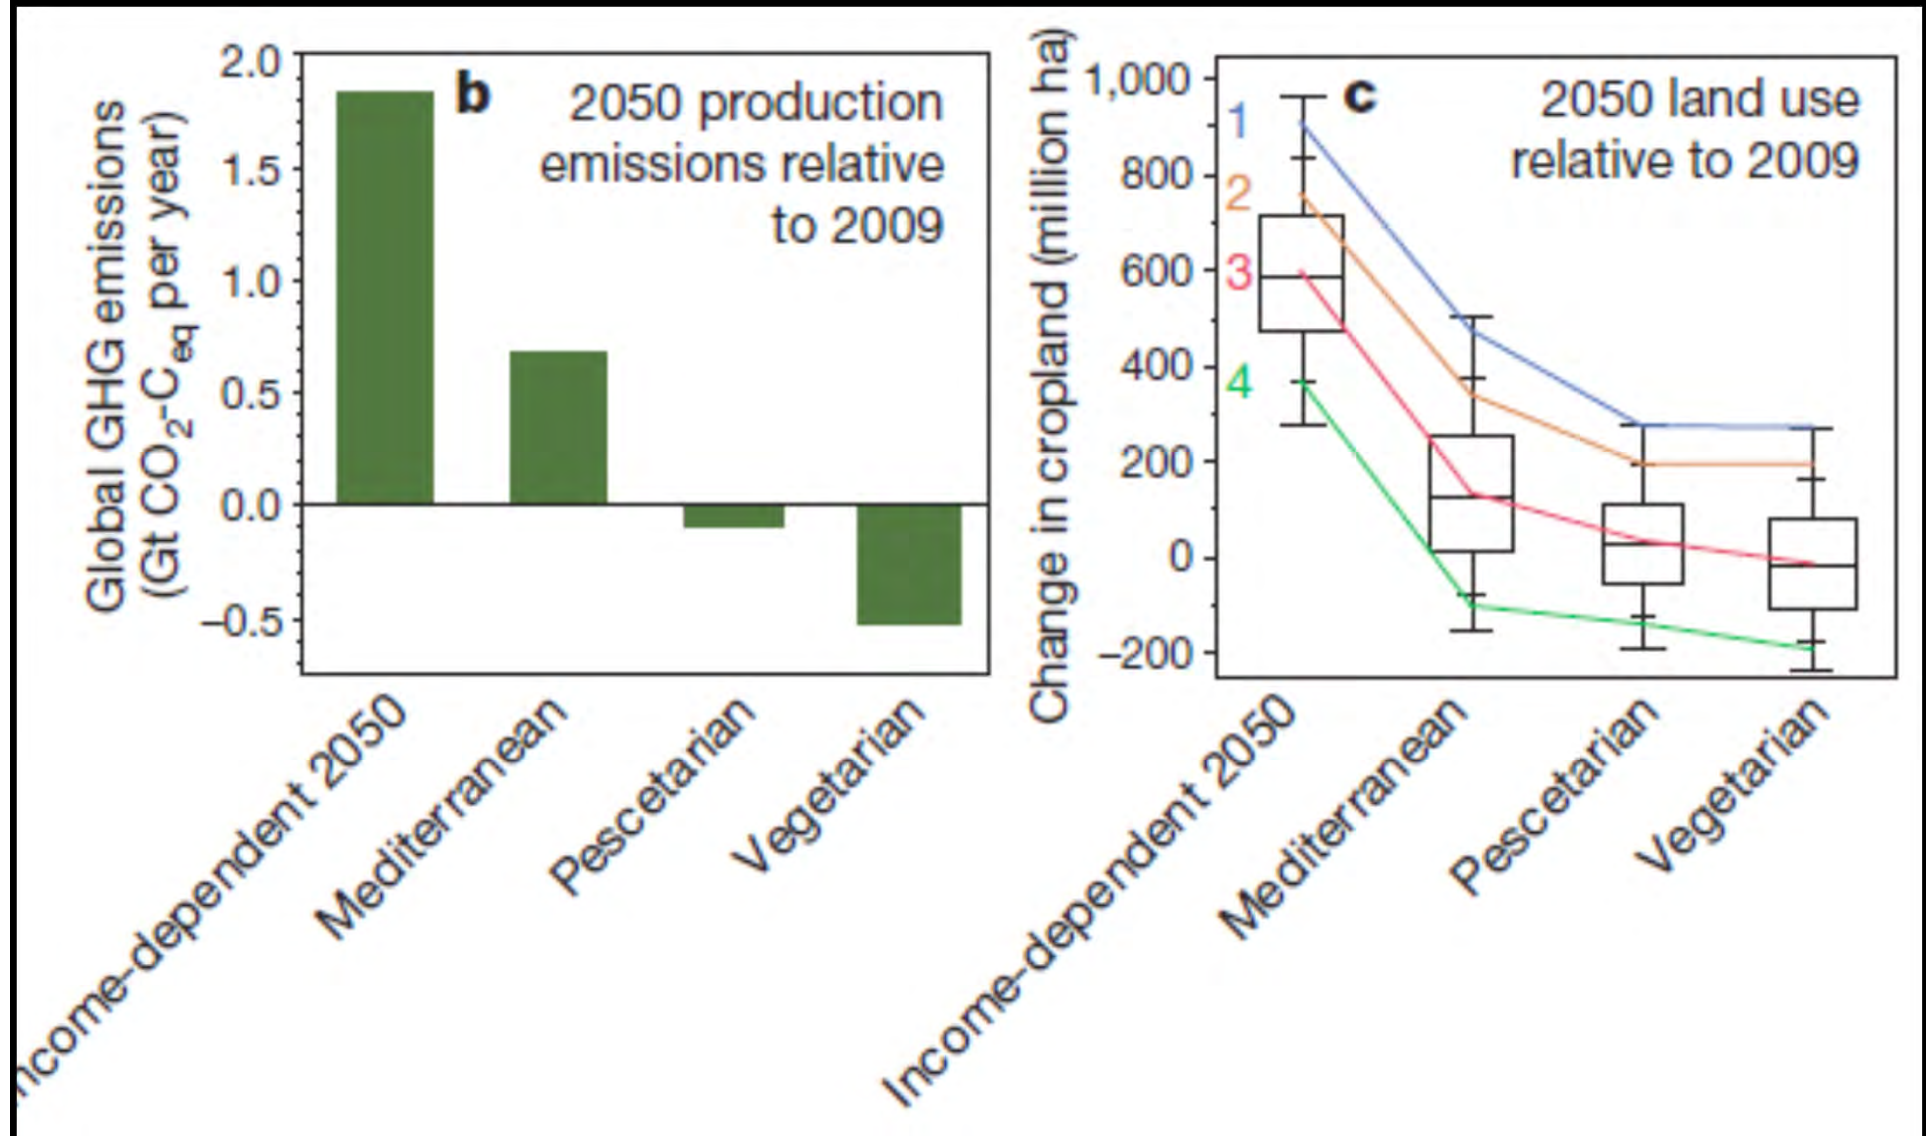 b
2050 production
emissions relative
to 2009
Global GHG emissions
(Gt CO2-Ceq per year)
2.0
1.5
1.0
0.5
0.0
–0.5
ncome-dependent 2050
Mediterranean
Pescetarian
Vegetarian
c
2050 land use
relative to 2009
Change in cropland (million ha)
1,000
800
600
400
200
0
–200
1
2
3
4
Income-dependent 2050
Mediterranean
Pescetarian
Vegetarian